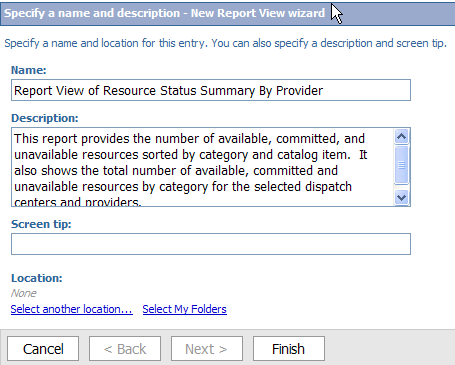 Specify a name and description - New Report View wizard
Specify a name and location for this entry. You can also specify a description and screen tip.
Name:
Report View of Resource Status Summary By Provider
Description:
This report provides the number of available, committed, and
unavailable resources sorted by category and catalog item.  It
also shows the total number of available, committed and
unavailable resources by category for the selected dispatch
centers and providers.
Screen tip:
Location:
None
Select another location... Select My Folders
Cancel < Back Next > Finish